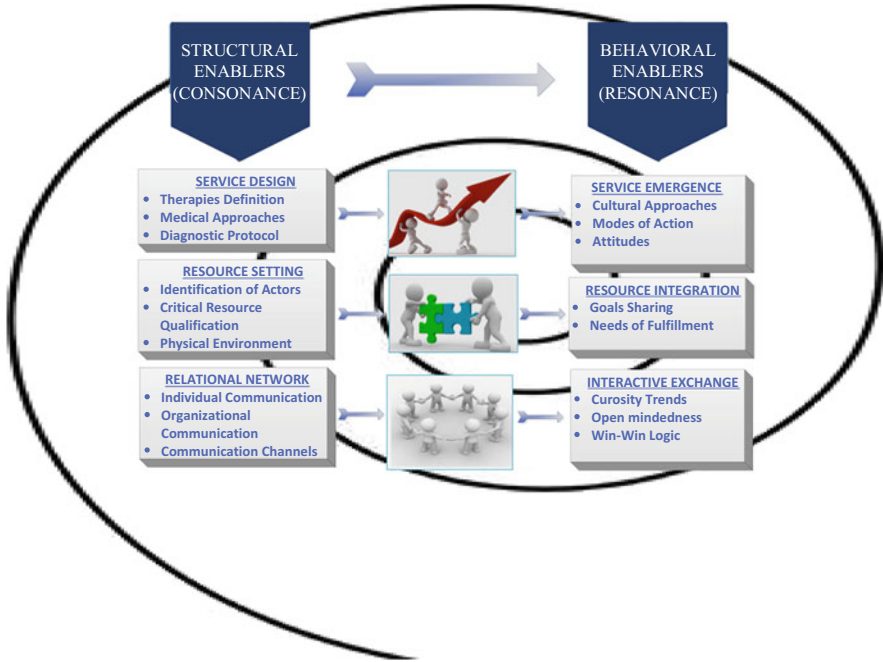 STRUCTURAL
ENABLERS
(CONSONANCE)
BEHAVIORAL
ENABLERS
(RESONANCE)
SERVICE DESIGN
• Therapies Definition
• Medical Approaches
• Diagnostic Protocol
SERVICE EMERGENCE
• Cultural Approaches
• Modes of Action
• Attitudes
RESOURCE SETTING
• Identification of Actors
• Critical Resource
Qualification
• Physical Environment
RESOURCE INTEGRATION
• Goals Sharing
• Needs of Fulfillment
RELATIONAL NETWORK
• Individual Communication
• Organizational
Communication
• Communication Channels
INTERACTIVE EXCHANGE
• Curosity Trends
• Open mindedness
• Win-Win Logic